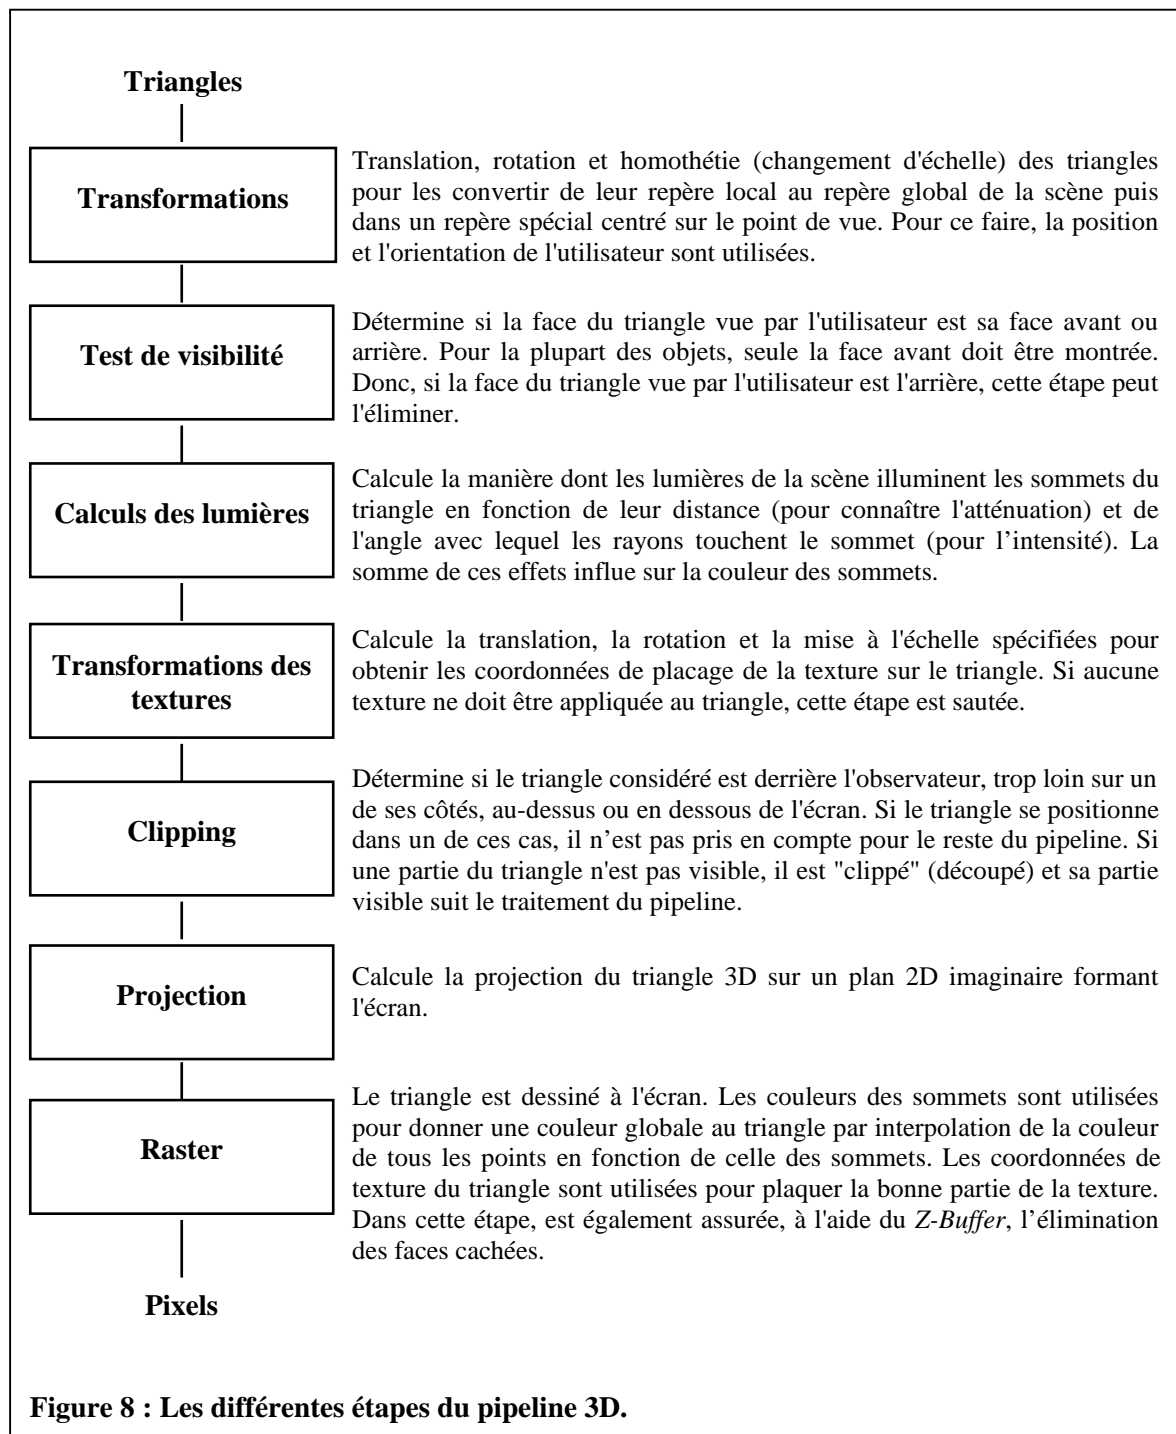 Triangles
Transformations
Translation, rotation et homothétie (changement d'échelle) des triangles
pour les convertir de leur repère local au repère global de la scène puis
dans un repère spécial centré sur le point de vue. Pour ce faire, la position
et l'orientation de l'utilisateur sont utilisées.
Test de visibilité
Détermine si la face du triangle vue par l'utilisateur est sa face avant ou
arrière. Pour la plupart des objets, seule la face avant doit être montrée.
Donc, si la face du triangle vue par l'utilisateur est l'arrière, cette étape peut
l'éliminer.
Calculs des lumières
Calcule la manière dont les lumières de la scène illuminent les sommets du
triangle en fonction de leur distance (pour connaître l'atténuation) et de
l'angle avec lequel les rayons touchent le sommet (pour l’intensité). La
somme de ces effets influe sur la couleur des sommets.
Transformations des
textures
Calcule la translation, la rotation et la mise à l'échelle spécifiées pour
obtenir les coordonnées de placage de la texture sur le triangle. Si aucune
texture ne doit être appliquée au triangle, cette étape est sautée.
Clipping
Détermine si le triangle considéré est derrière l'observateur, trop loin sur un
de ses côtés, au-dessus ou en dessous de l'écran. Si le triangle se positionne
dans un de ces cas, il n’est pas pris en compte pour le reste du pipeline. Si
une partie du triangle n'est pas visible, il est "clippé" (découpé) et sa partie
visible suit le traitement du pipeline.
Projection
Calcule la projection du triangle 3D sur un plan 2D imaginaire formant
l'écran.
Raster
Le triangle est dessiné à l'écran. Les couleurs des sommets sont utilisées
pour donner une couleur globale au triangle par interpolation de la couleur
de tous les points en fonction de celle des sommets. Les coordonnées de
texture du triangle sont utilisées pour plaquer la bonne partie de la texture.
Dans cette étape, est également assurée, à l'aide du Z-Buffer, l’élimination
des faces cachées.
Pixels
Figure 8 : Les différentes étapes du pipeline 3D.